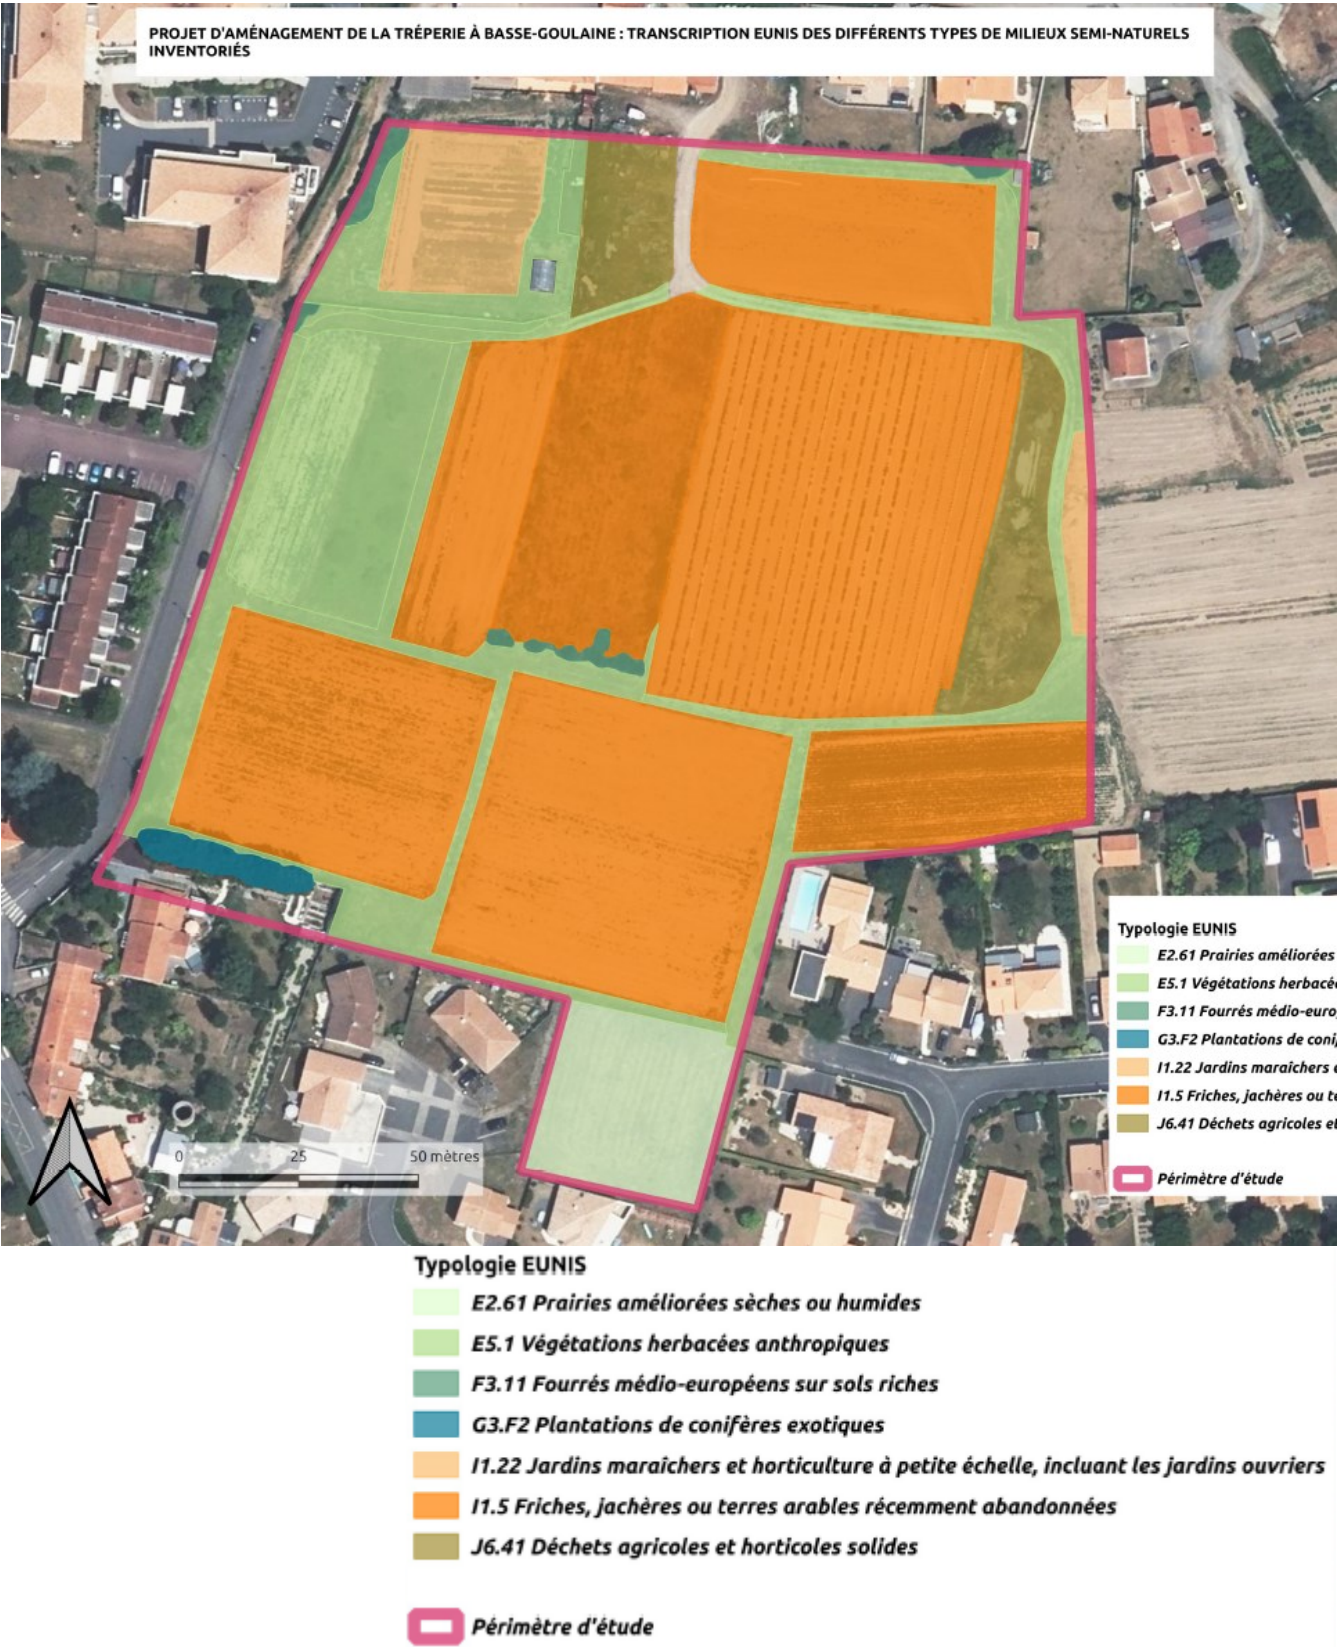 PROJET D'AMÉNAGEMENT DE LA TRÉPERIE À BASSE-GOULAINE : TRANSCRIPTION EUNIS DES DIFFÉRENTS TYPES DE MILIEUX SEMI-NATURELS
INVENTORIÉS
Typologie EUNIS
E2.61 Prairies améliorées
E5.1 Végétations herbacé
F3.11 Fourrés médio-euro
G3.F2 Plantations de coni
I1.22 Jardins maraîchers
I1.5 Friches, jachères ou te
J6.41 Déchets agricoles et
Périmètre d'étude
0 25 50 mètres
Typologie EUNIS
E2.61 Prairies améliorées sèches ou humides
E5.1 Végétations herbacées anthropiques
F3.11 Fourrés médio-européens sur sols riches
G3.F2 Plantations de conifères exotiques
I1.22 Jardins maraîchers et horticulture à petite échelle, incluant les jardins ouvriers
I1.5 Friches, jachères ou terres arables récemment abandonnées
J6.41 Déchets agricoles et horticoles solides
Périmètre d'étude